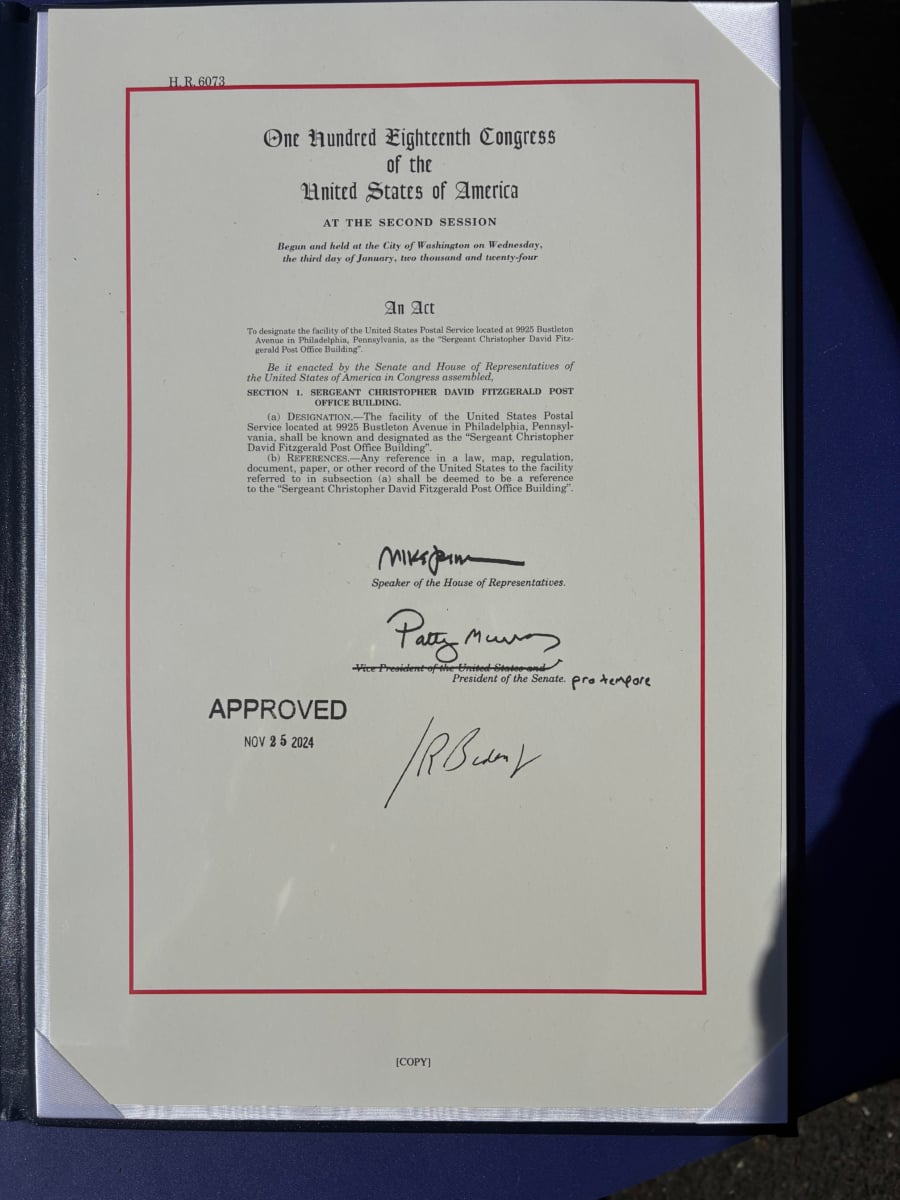 H. R. 6073
One Hundred Eighteenth Congress
of the
United States of America
AT THE SECOND SESSION
Begun and held at the City of Washington on Wednesday,
the third day of January, two thousand and twenty-four
An Act
To designate the facility of the United States Postal Service located at 9925 Bustleton
Avenue in Philadelphia, Pennsylvania, as the “Sergeant Christopher David Fitz-
gerald Post Office Building”.
Be it enacted by the Senate and House of Representatives of
the United States of America in Congress assembled,
SECTION 1. SERGEANT CHRISTOPHER DAVID FITZGERALD POST
OFFICE BUILDING.
(a) DESIGNATION.—The facility of the United States Postal
Service located at 9925 Bustleton Avenue in Philadelphia, Pennsyl-
vania, shall be known and designated as the “Sergeant Christopher
David Fitzgerald Post Office Building”.
(b) REFERENCES.—Any reference in a law, map, regulation,
document, paper, or other record of the United States to the facility
referred to in subsection (a) shall be deemed to be a reference
to the “Sergeant Christopher David Fitzgerald Post Office Building”.
Mike
Speaker of the House of Representatives.
Patty Murray
Vice President of the United States and
President of the Senate. pro tempore
APPROVED
NOV 25 2024
JR Biden Jr
[COPY]